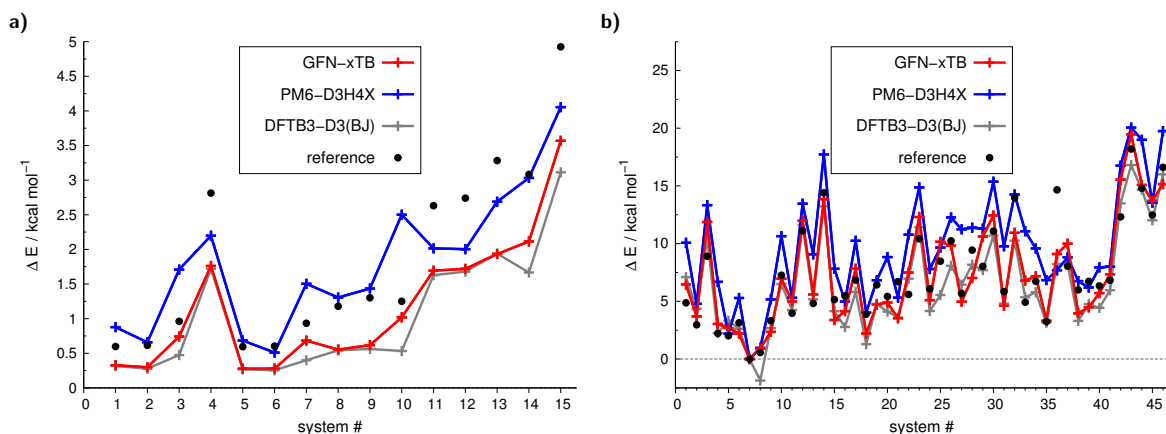 a)
Δ E / kcal mol⁻¹
5
4.5
4
3.5
3
2.5
2
1.5
1
0.5
0
GFN−xTB
PM6−D3H4X
DFTB3−D3(BJ)
reference
0 1 2 3 4 5 6 7 8 9 10 11 12 13 14 15
system #
b)
Δ E / kcal mol⁻¹
25
20
15
10
5
0
GFN−xTB
PM6−D3H4X
DFTB3−D3(BJ)
reference
0 5 10 15 20 25 30 35 40 45
system #